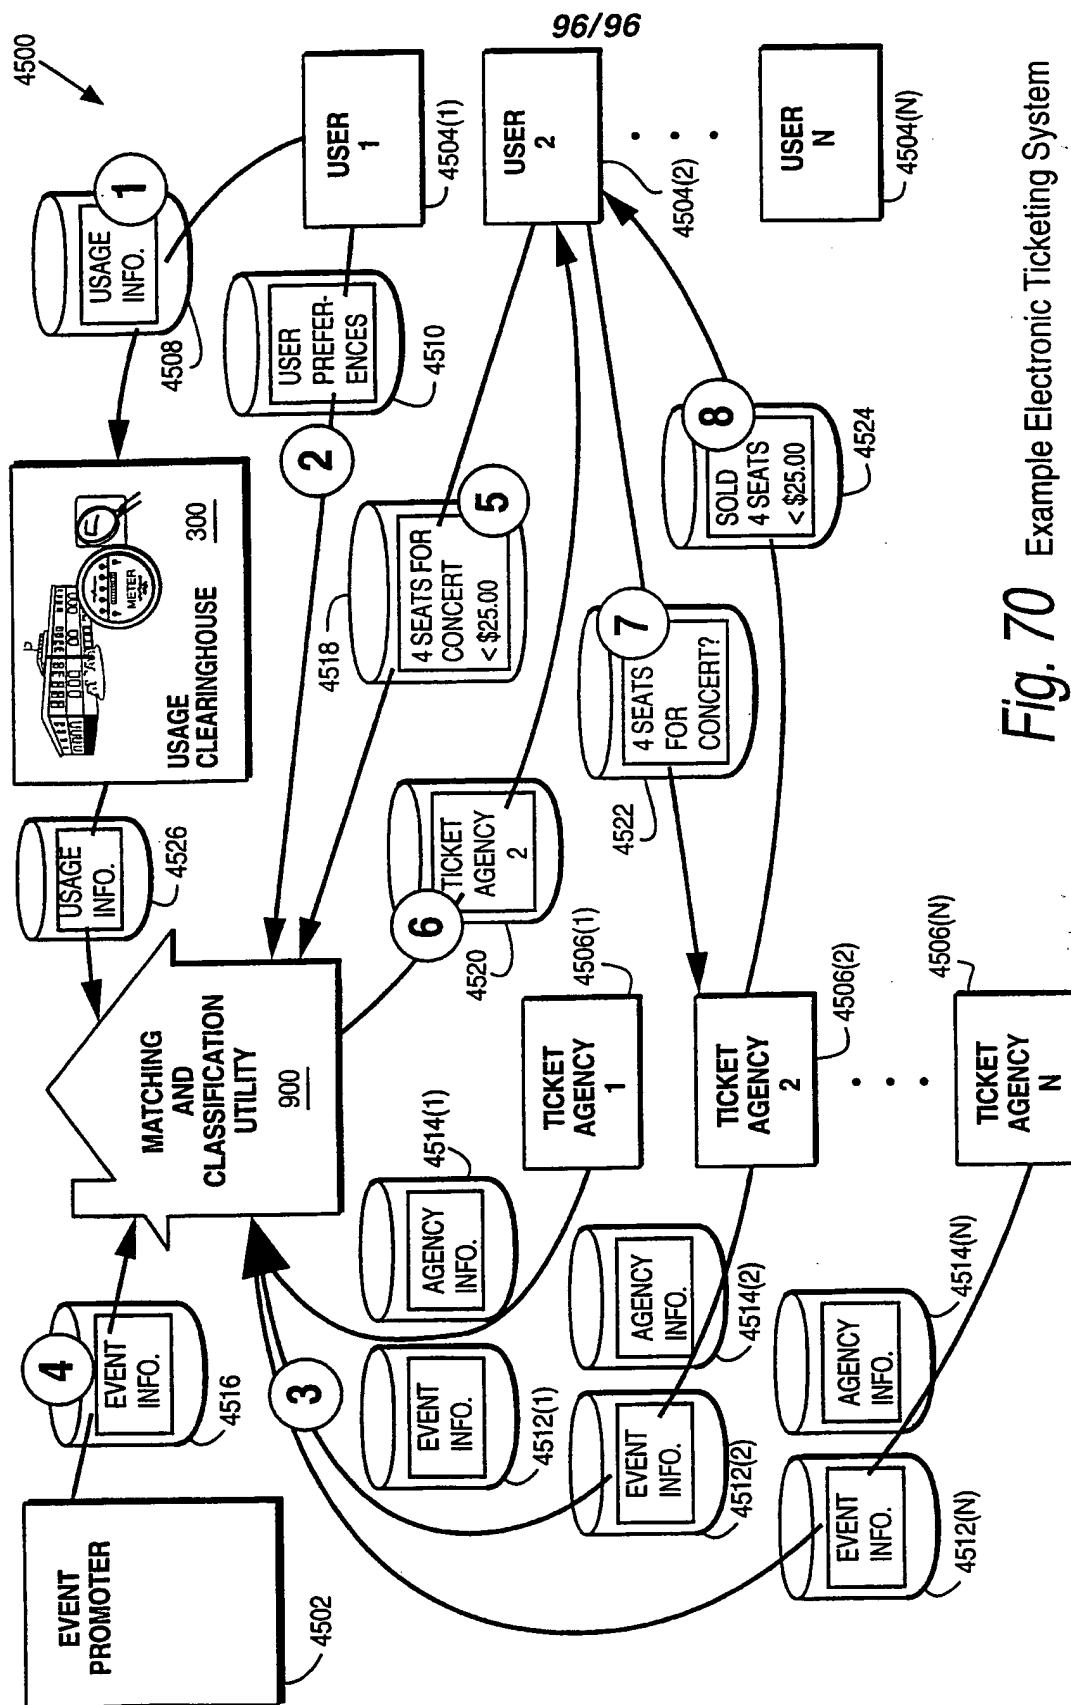 96/96
4500
EVENT
PROMOTER
4502
4
EVENT
INFO.
4516
MATCHING
AND
CLASSIFICATION
UTILITY
900
USAGE
INFO.
4526
METER
300
USAGE
CLEARINGHOUSE
USAGE
INFO.
1
4508
USER
1
4504(1)
2
USER
PREFER-
ENCES
4510
3
EVENT
INFO.
4512(1)
AGENCY
INFO.
4514(1)
4518
4 SEATS FOR
CONCERT
< $25.00
5
6
TICKET
AGENCY
2
4520
USER
2
4504(2)
TICKET
AGENCY
1
4506(1)
EVENT
INFO.
4512(2)
AGENCY
INFO.
4514(2)
TICKET
AGENCY
2
4506(2)
4522
4 SEATS
FOR
CONCERT?
7
SOLD
4 SEATS
< $25.00
8
4524
USER
N
4504(N)
EVENT
INFO.
4512(N)
AGENCY
INFO.
4514(N)
TICKET
AGENCY
N
4506(N)
Fig. 70 Example Electronic Ticketing System